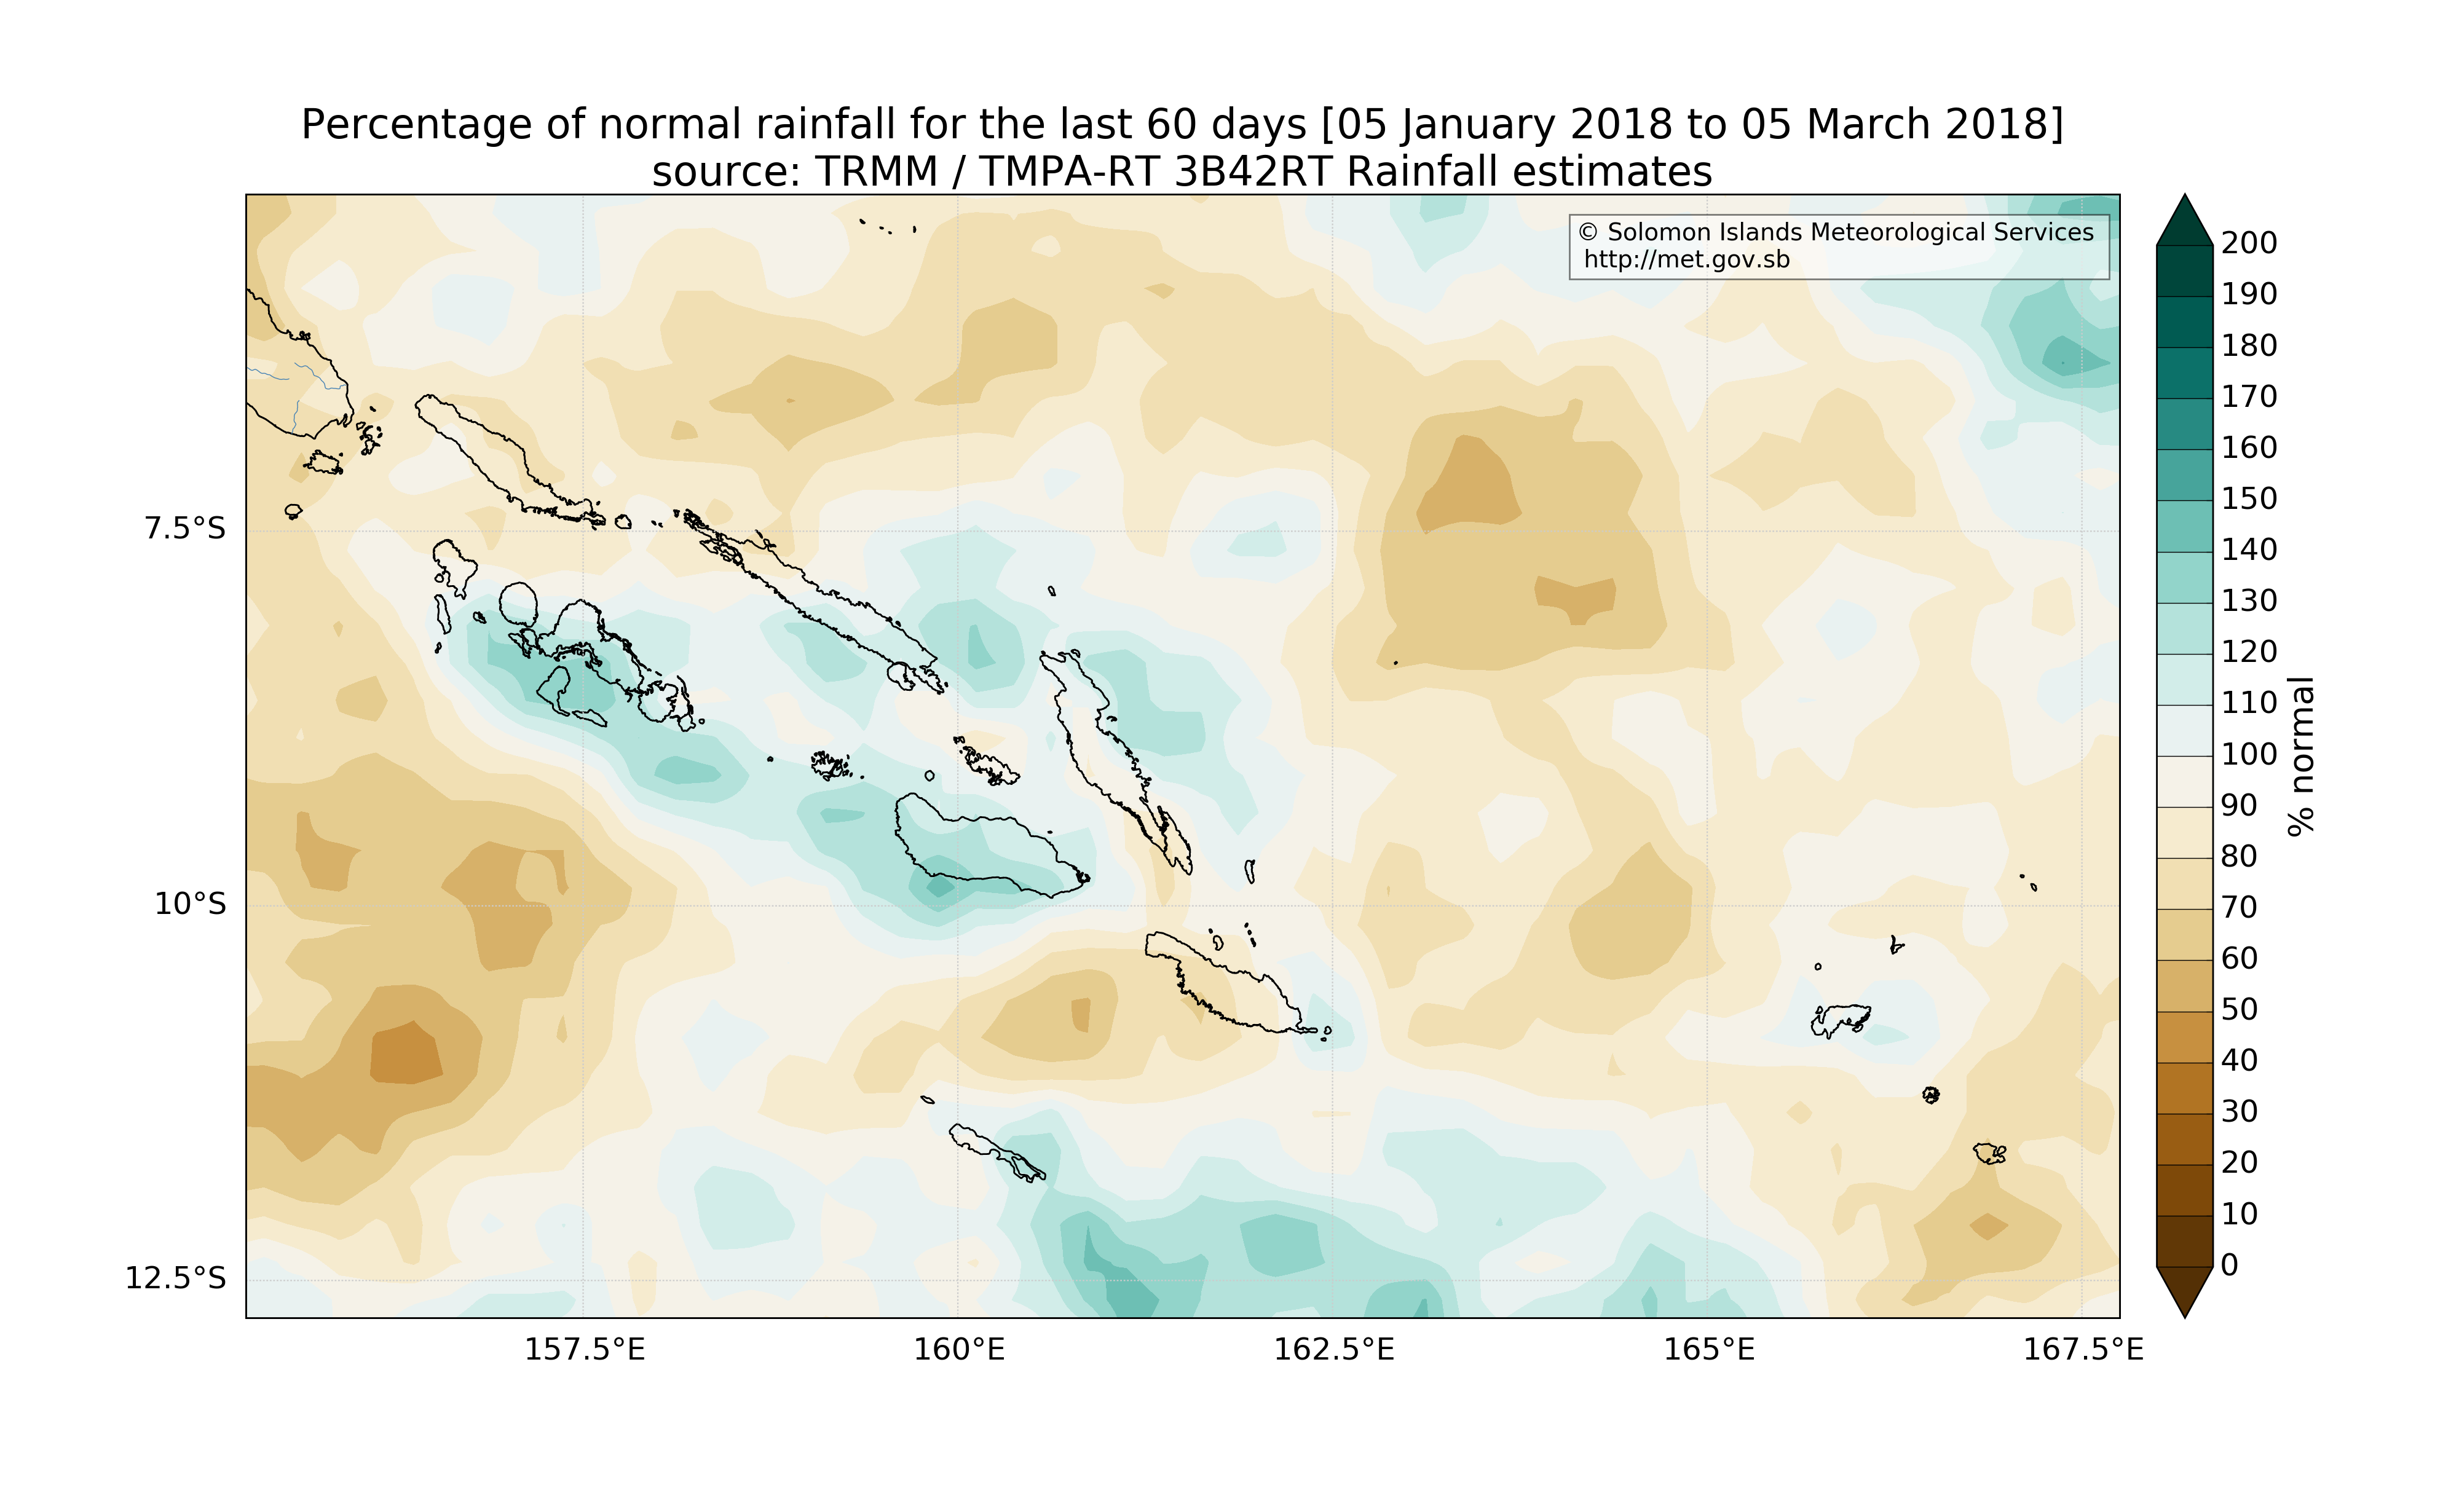 Percentage of normal rainfall for the last 60 days [05 January 2018 to 05 March 2018]
source: TRMM / TMPA-RT 3B42RT Rainfall estimates
© Solomon Islands Meteorological Services
http://met.gov.sb
7.5°S
10°S
12.5°S
157.5°E
160°E
162.5°E
165°E
167.5°E
200
190
180
170
160
150
140
130
120
110
100
90
80
70
60
50
40
30
20
10
0
% normal